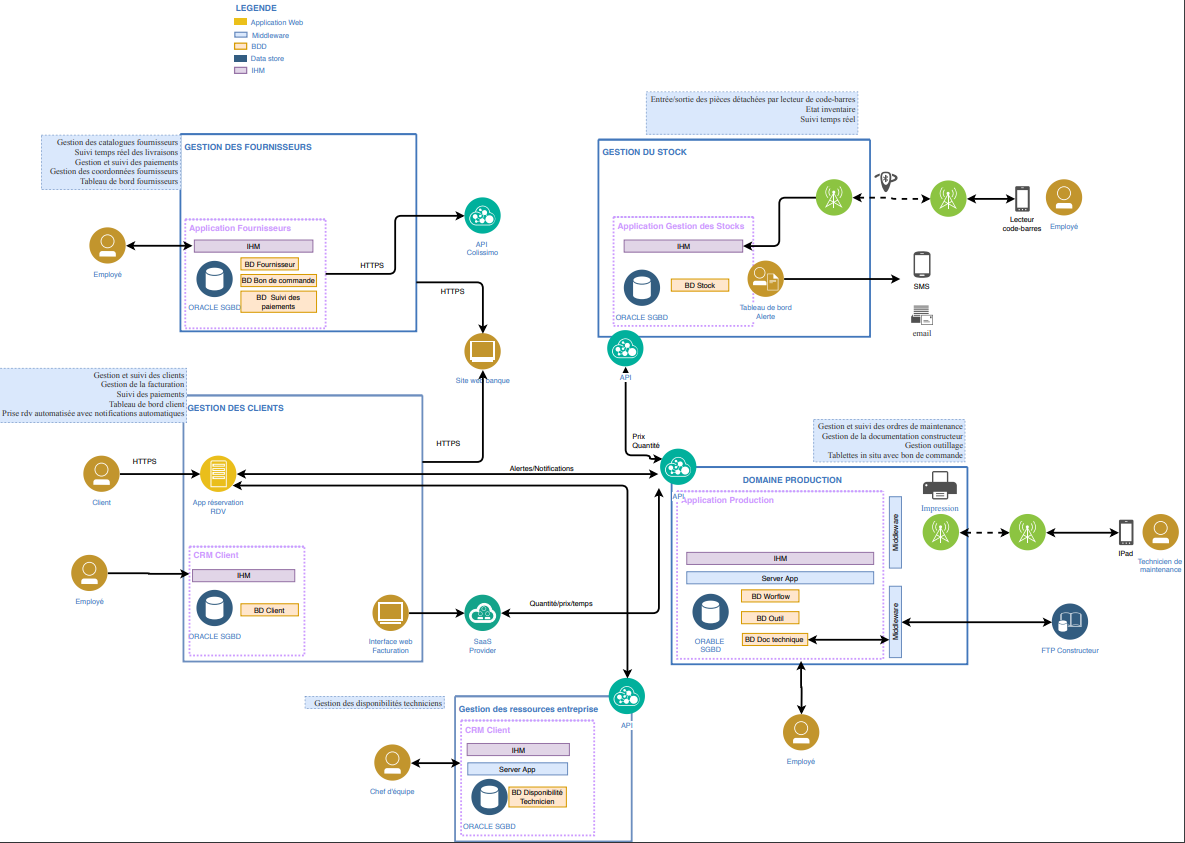 LEGENDE
Application Web
Middleware
BDD
Data store
IHM
Gestion des catalogues fournisseurs
Suivi temps réel des livraisons
Gestion et suivi des paiements
Gestion des coordonnées fournisseurs
Tableau de bord fournisseurs
GESTION DES FOURNISSEURS
Application Fournisseurs
IHM
BD Fournisseur
BD Bon de commande
BD Suivi des
paiements
ORACLE SGBD
Employé
HTTPS
API
Colissimo
HTTPS
Site web banque
Entrée/sortie des pièces détachées par lecteur de code-barres
Etat inventaire
Suivi temps réel
GESTION DU STOCK
Application Gestion des Stocks
IHM
BD Stock
ORACLE SGBD
Tableau de bord
Alerte
Lecteur
code-barres
Employé
SMS
email
API
Prix
Quantité
Gestion et suivi des clients
Gestion de la facturation
Suivi des paiements
Tableau de bord client
Prise rdv automatisée avec notifications automatiques
GESTION DES CLIENTS
HTTPS
HTTPS
Client
App réservation
RDV
Alertes/Notifications
CRM Client
IHM
BD Client
ORACLE SGBD
Employé
Interface web
Facturation
SaaS
Provider
Quantité/prix/temps
Gestion et suivi des ordres de maintenance
Gestion de la documentation constructeur
Gestion outillage
Tablettes in situ avec bon de commande
DOMAINE PRODUCTION
API
Application Production
Impression
Middleware
IHM
Server App
BD Worflow
BD Outil
BD Doc technique
ORABLE
SGBD
Middleware
IPad
Technicien de
maintenance
FTP Constructeur
Employé
Gestion des disponibilités techniciens
Gestion des ressources entreprise
API
CRM Client
IHM
Server App
BD Disponibilité
Technicien
ORACLE SGBD
Chef d'équipe